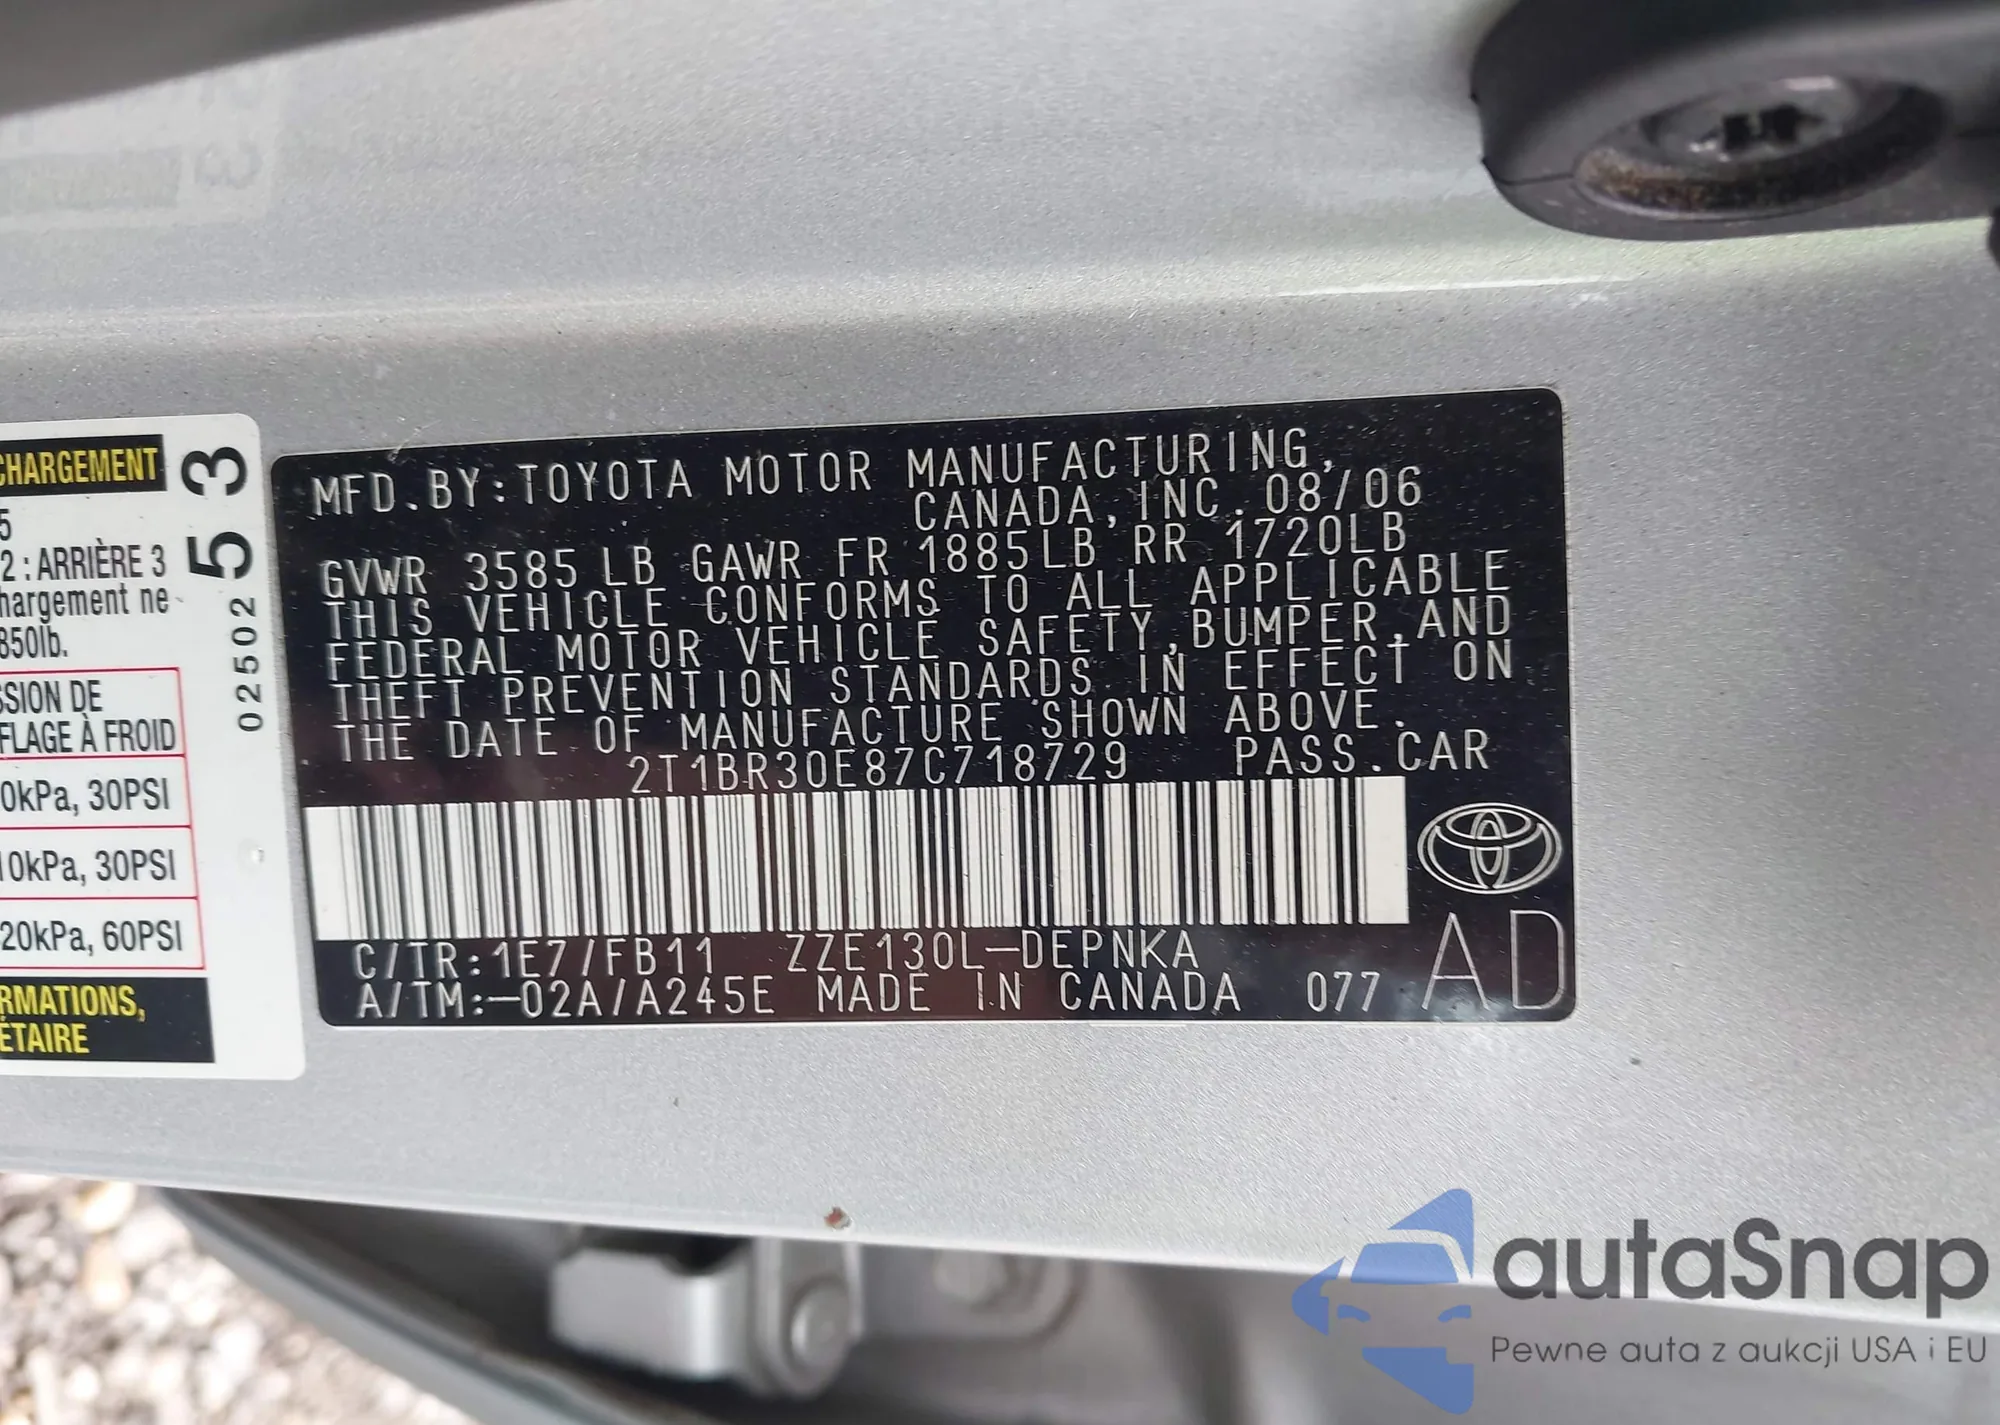 CHARGEMENT
5
2 : ARRIÈRE 3
hargement ne
850lb.
SSION DE
FLAGE À FROID
0kPa, 30PSI
10kPa, 30PSI
20kPa, 60PSI
RMATIONS,
ÉTAIRE
02502 53
MFD. BY: TOYOTA MOTOR MANUFACTURING,
CANADA, INC. 08/06
GVWR 3585 LB GAWR FR 1885LB RR 1720LB
THIS VEHICLE CONFORMS TO ALL APPLICABLE
FEDERAL MOTOR VEHICLE SAFETY, BUMPER, AND
THEFT PREVENTION STANDARDS IN EFFECT ON
THE DATE OF MANUFACTURE SHOWN ABOVE.
2T1BR30E87C718729 PASS. CAR
C/TR: 1E7/FB11 ZZE130L-DEPNKA
A/TM:-02A/A245E MADE IN CANADA 077 AD
autaSnap
Pewne auta z aukcji USA i EU